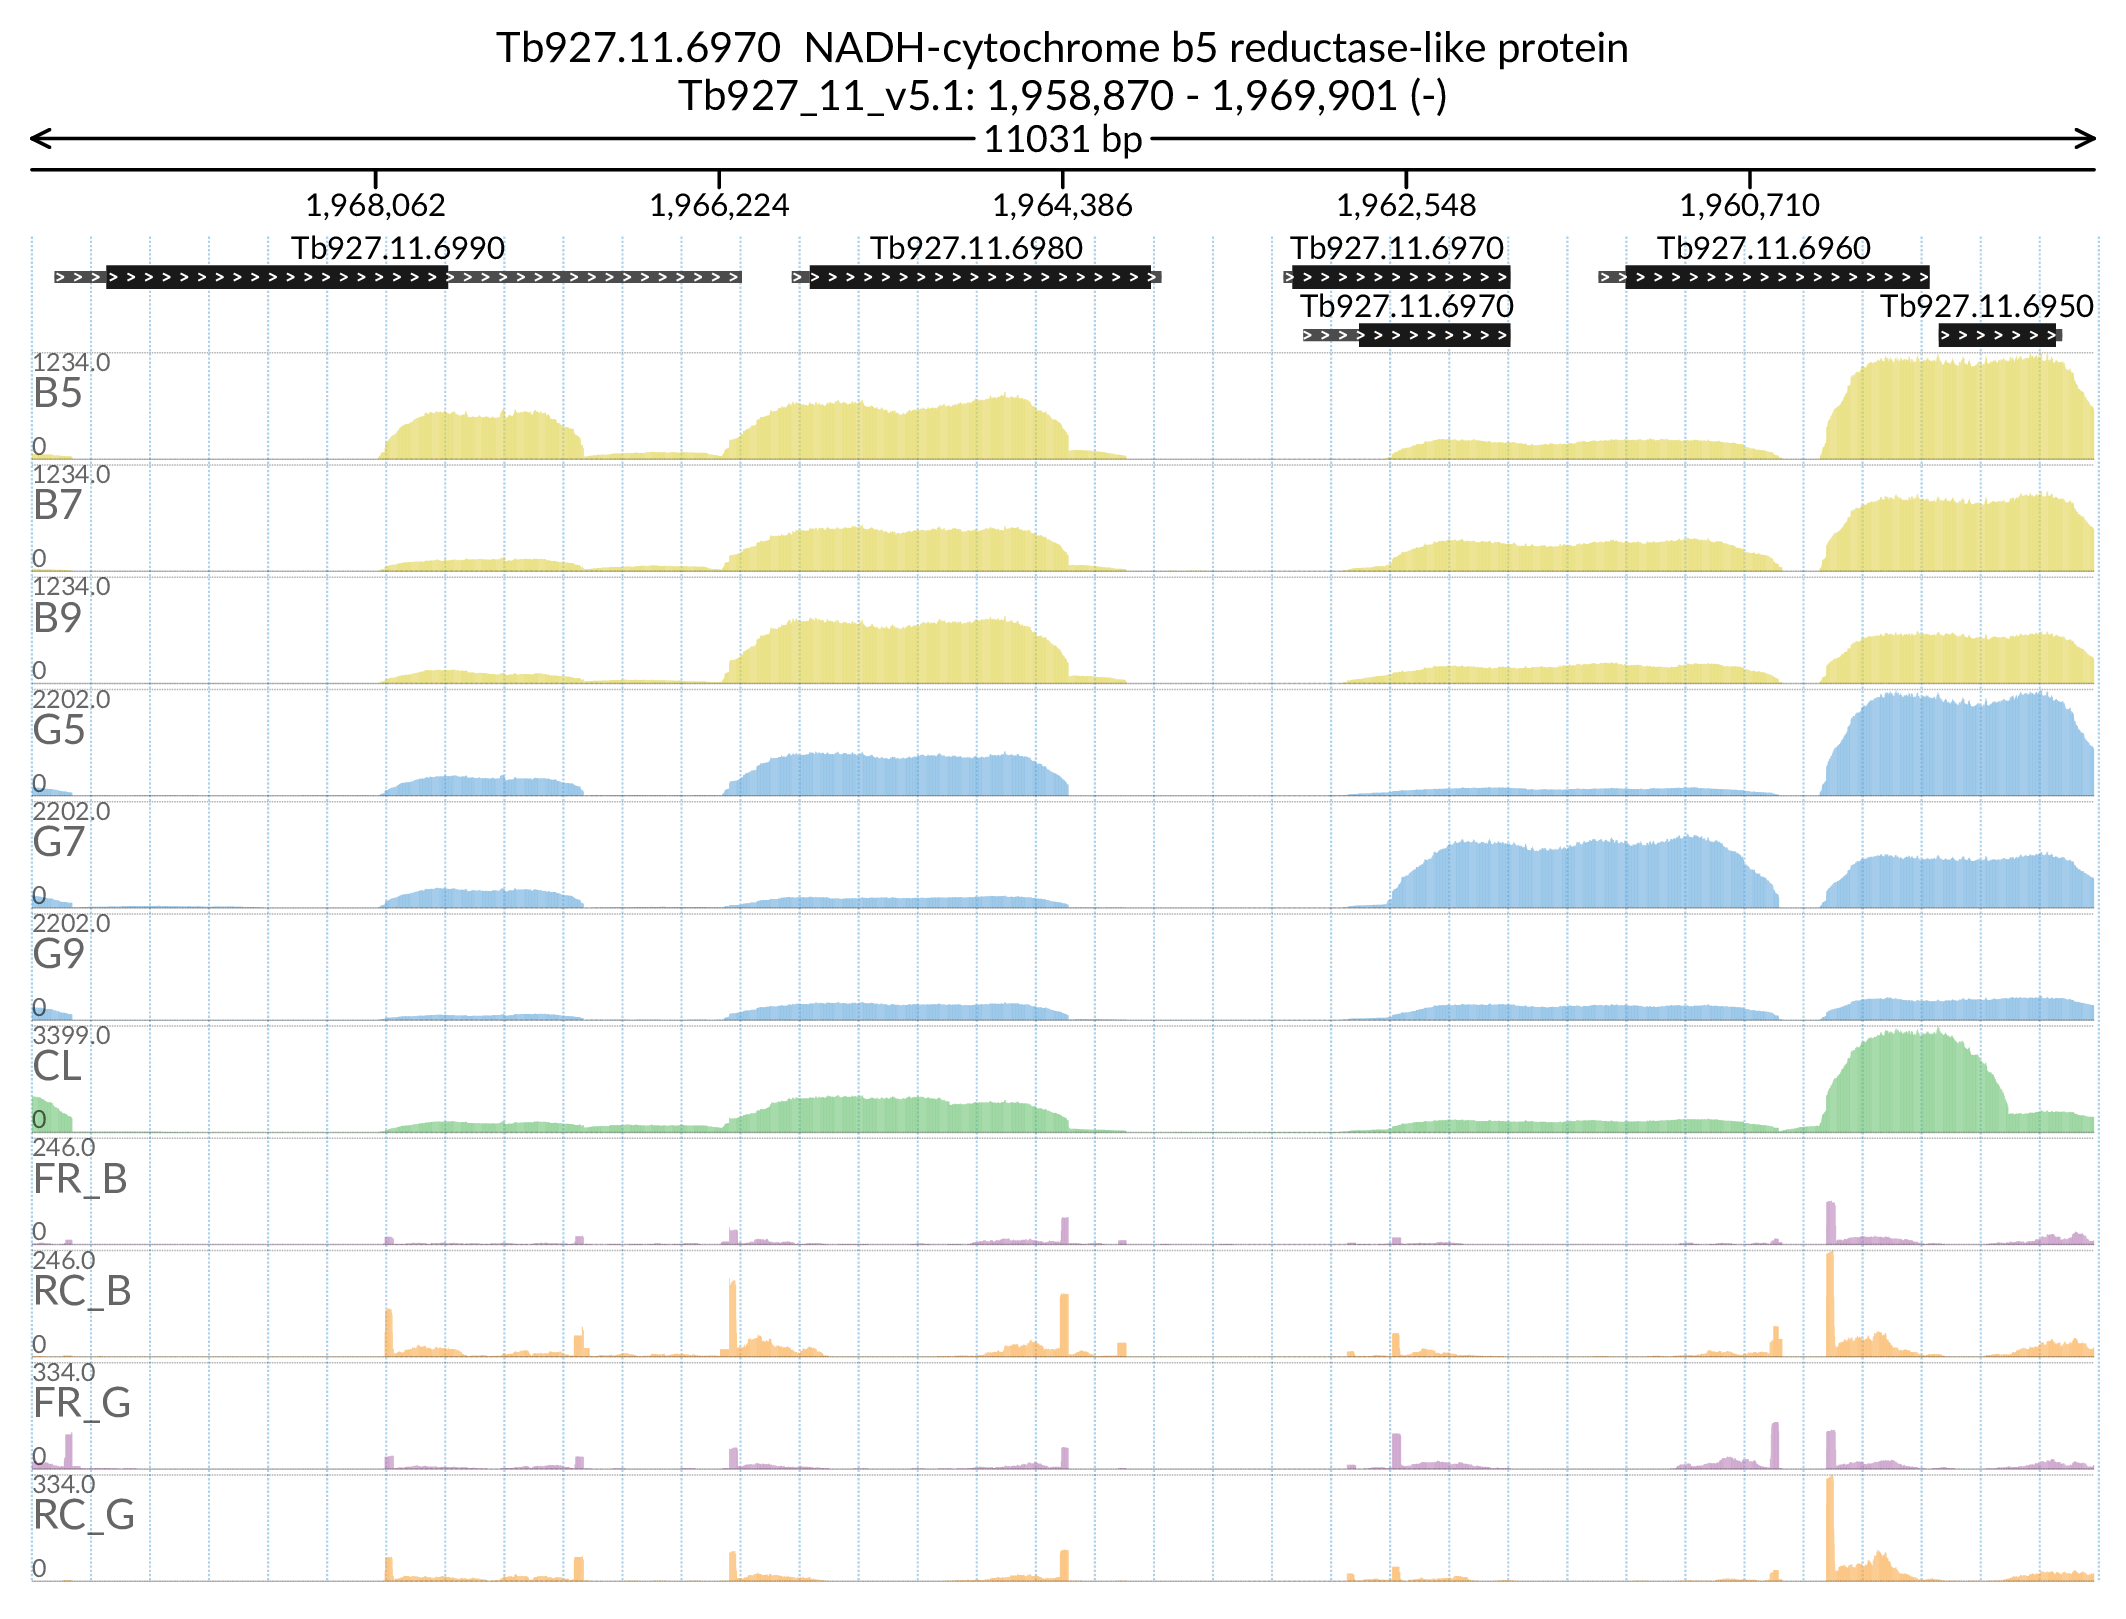 Tb927.11.6970  NADH-cytochrome b5 reductase-like protein
Tb927_11_v5.1: 1,958,870 - 1,969,901 (-)
11031 bp
1,968,062 1,966,224 1,964,386 1,962,548 1,960,710
Tb927.11.6990 Tb927.11.6980 Tb927.11.6970 Tb927.11.6960
Tb927.11.6970 Tb927.11.6950
1234.0
B5
0
1234.0
B7
0
1234.0
B9
0
2202.0
G5
0
2202.0
G7
0
2202.0
G9
0
3399.0
CL
0
246.0
FR_B
0
246.0
RC_B
0
334.0
FR_G
0
334.0
RC_G
0